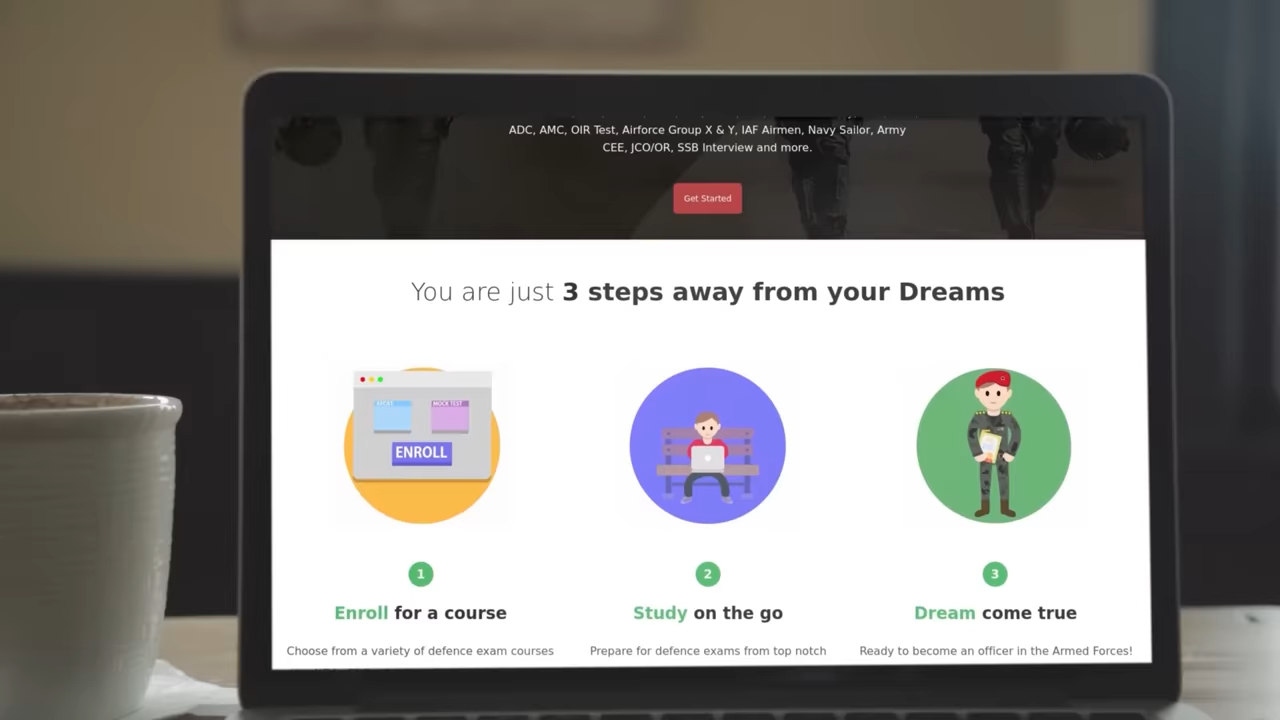 ADC, AMC, OIR Test, Airforce Group X & Y, IAF Airmen, Navy Sailor, Army
CEE, JCO/OR, SSB Interview and more.
Get Started
You are just 3 steps away from your Dreams
MOCK TEST
ENROLL
1
2
3
Enroll for a course
Study on the go
Dream come true
Choose from a variety of defence exam courses
Prepare for defence exams from top notch
Ready to become an officer in the Armed Forces!